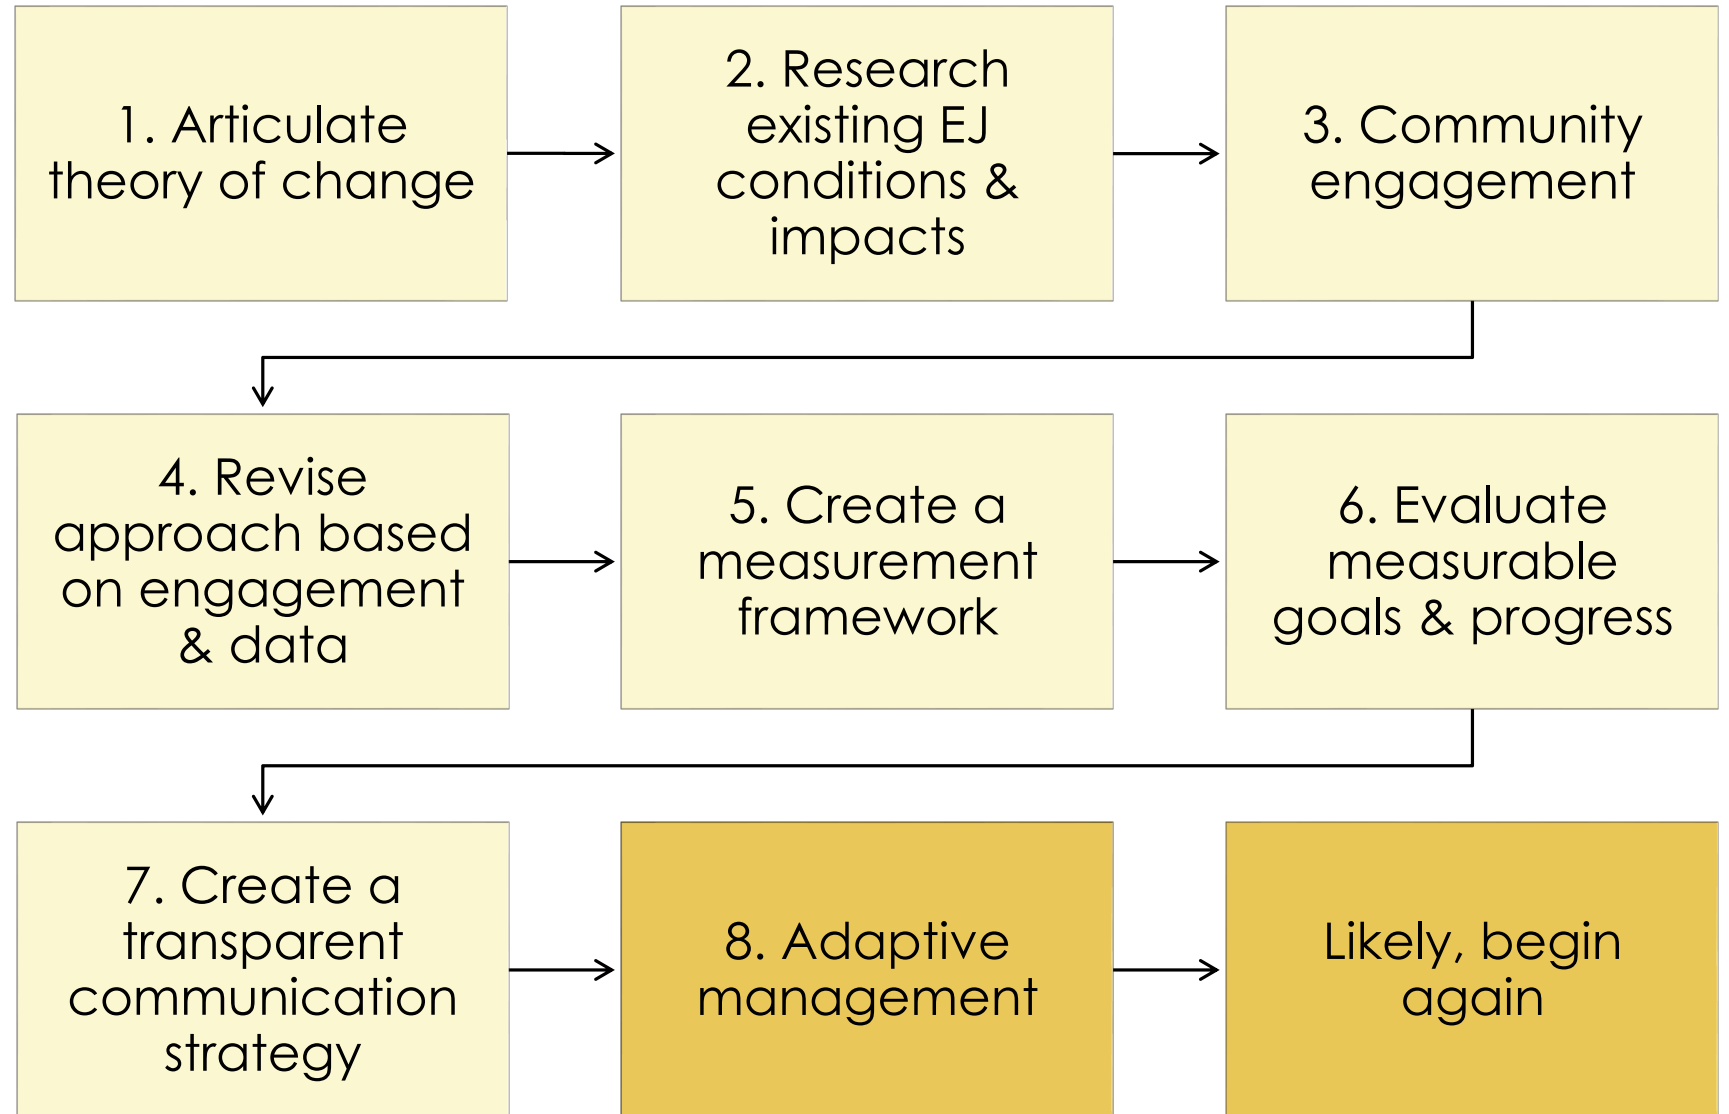 1. Articulate
theory of change
2. Research
existing EJ
conditions &
impacts
3. Community
engagement
4. Revise
approach based
on engagement
& data
5. Create a
measurement
framework
6. Evaluate
measurable
goals & progress
7. Create a
transparent
communication
strategy
8. Adaptive
management
Likely, begin
again